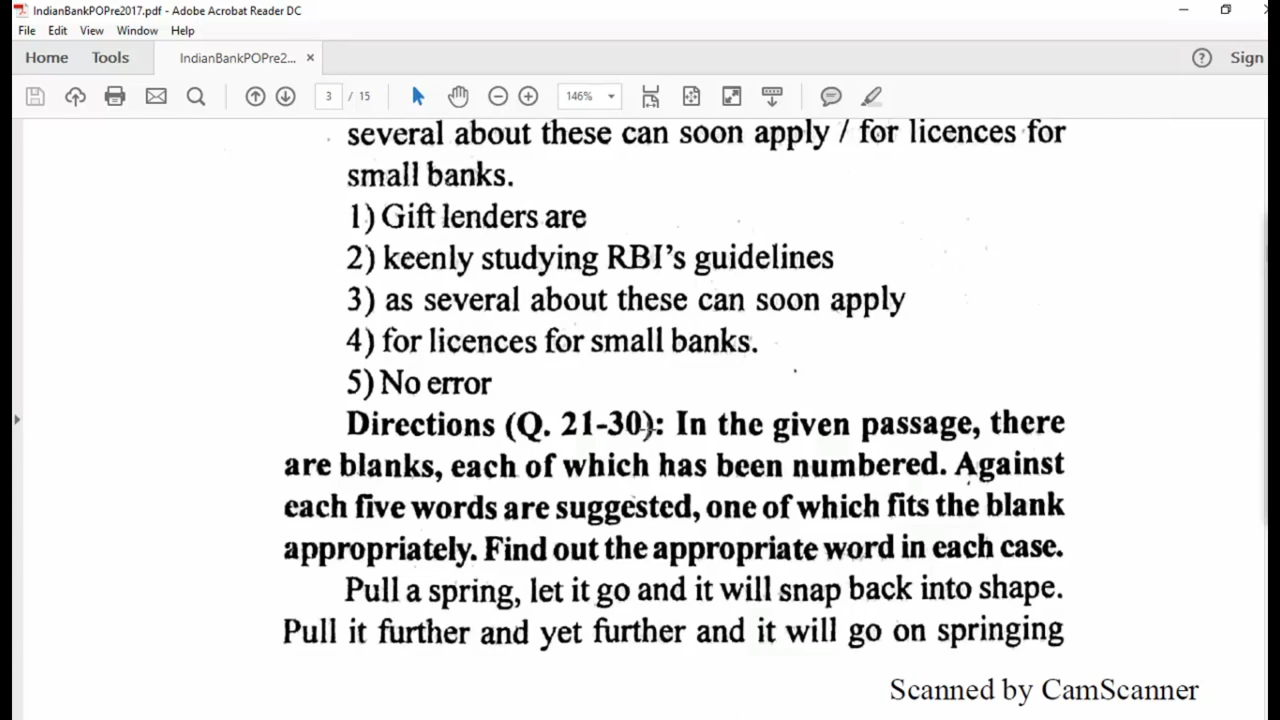 IndianBankPOPre2017.pdf - Adobe Acrobat Reader DC
File Edit View Window Help
Home Tools IndianBankPOPre2... × Sign
3 / 15 146%
several about these can soon apply / for licences for
small banks.
1) Gift lenders are
2) keenly studying RBI's guidelines
3) as several about these can soon apply
4) for licences for small banks.
5) No error
Directions (Q. 21-30): In the given passage, there
are blanks, each of which has been numbered. Against
each five words are suggested, one of which fits the blank
appropriately. Find out the appropriate word in each case.
Pull a spring, let it go and it will snap back into shape.
Pull it further and yet further and it will go on springing
Scanned by CamScanner